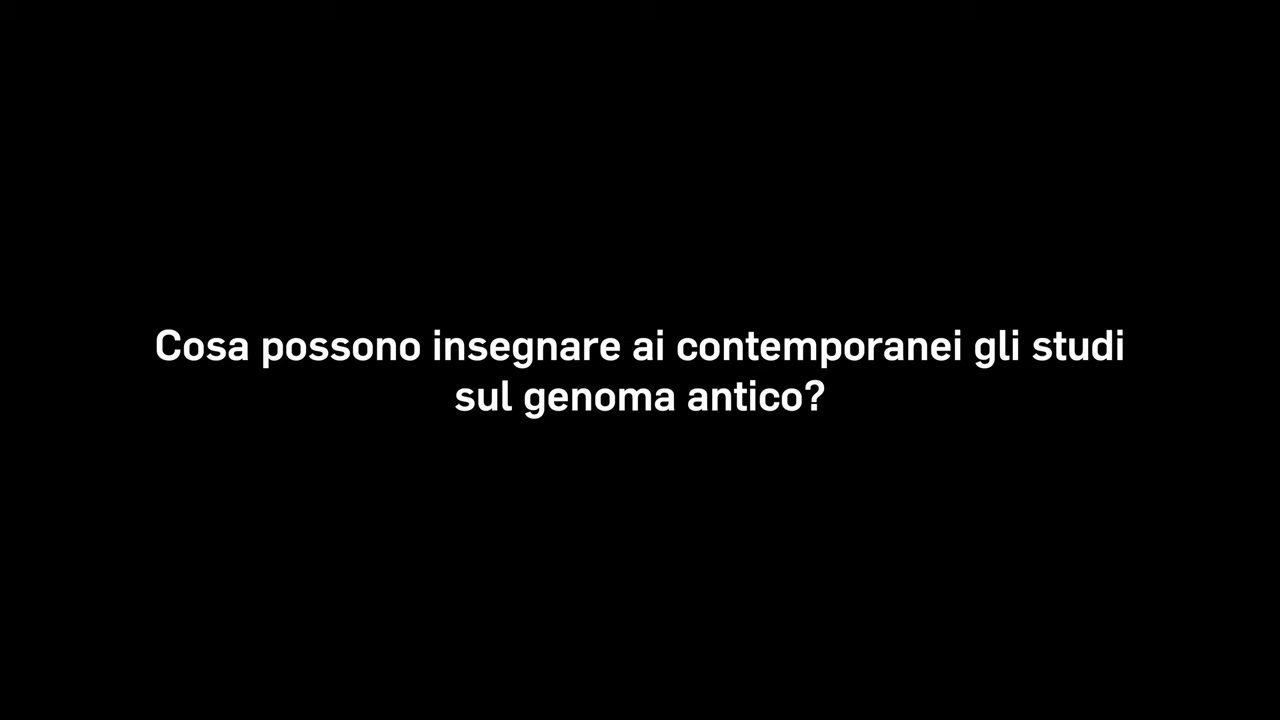 Cosa possono insegnare ai contemporanei gli studi
sul genoma antico?